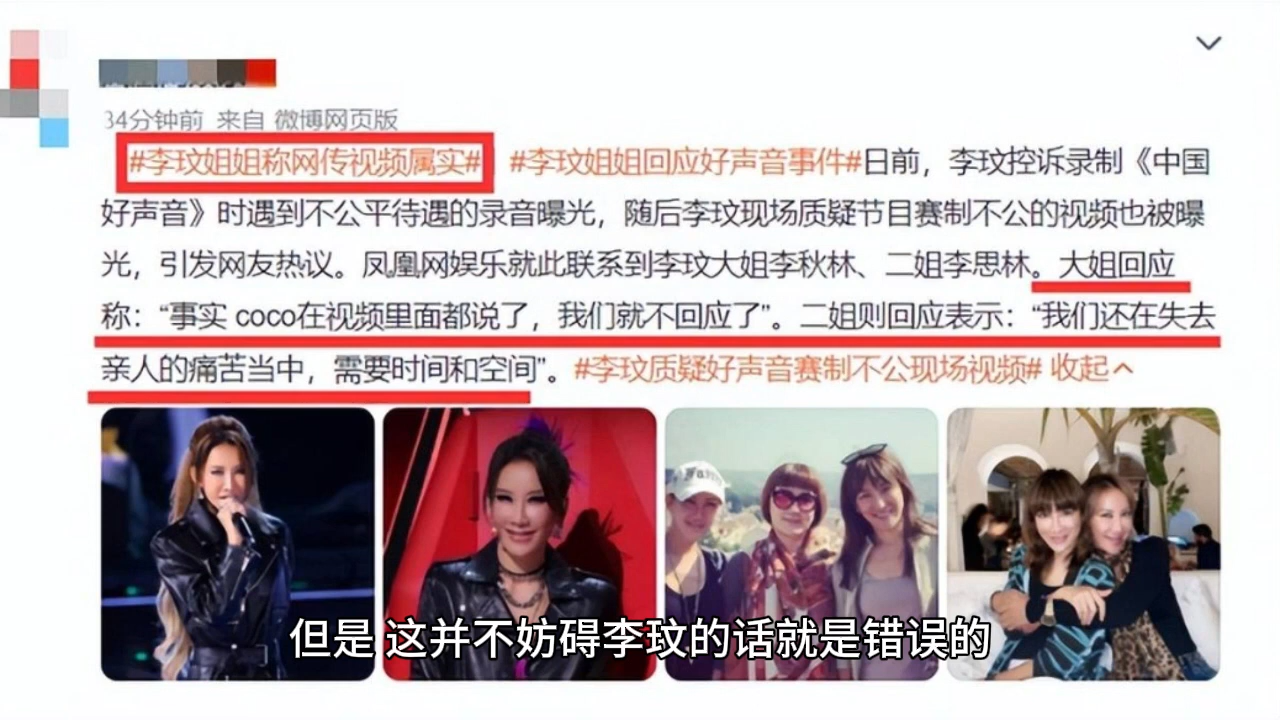 34分钟前 来自 微博网页版
#李玟姐姐称网传视频属实# #李玟姐姐回应好声音事件#日前，李玟控诉录制《中国
好声音》时遇到不公平待遇的录音曝光，随后李玟现场质疑节目赛制不公的视频也被曝
光，引发网友热议。凤凰网娱乐就此联系到李玟大姐李秋林、二姐李思林。大姐回应
称：“事实 coco在视频里面都说了，我们就不回应了”。二姐则回应表示：“我们还在失去
亲人的痛苦当中，需要时间和空间”。#李玟质疑好声音赛制不公现场视频# 收起
但是 这并不妨碍李玟的话就是错误的